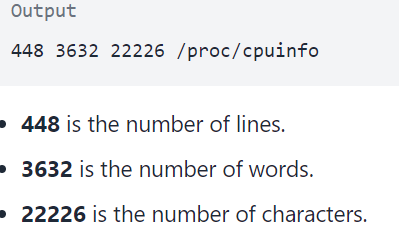 Output
448 3632 22226 /proc/cpuinfo
• 448 is the number of lines.
• 3632 is the number of words.
• 22226 is the number of characters.